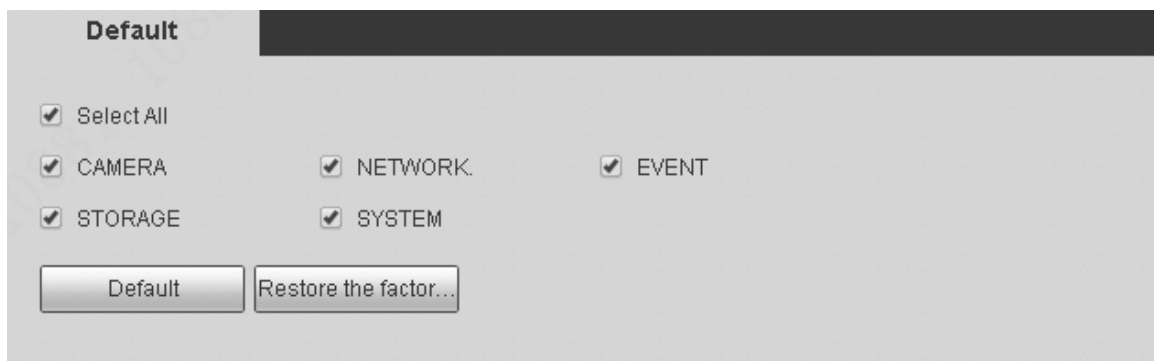 Default
Select All
CAMERA NETWORK. EVENT
STORAGE SYSTEM
Default Restore the factor...